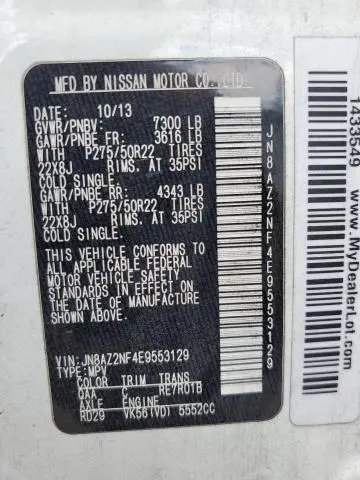 MFD BY NISSAN MOTOR CO.,LTD.
DATE: 10/13
GVWR/PNBV: 7300 LB
GAWR/PNBE FR: 3616 LB
P275/50R22 TIRES
22X8J RIMS. AT 35PSI
COLD SINGLE.
GAWR/PNBE RR: 4343 LB
P275/50R22 TIRES
22X8J RIMS. AT 35PSI
COLD SINGLE.
THIS VEHICLE CONFORMS TO
ALL APPLICABLE FEDERAL
MOTOR VEHICLE SAFETY
STANDARDS IN EFFECT ON
THE DATE OF MANUFACTURE
SHOWN ABOVE.
VIN: JN8AZ2NF4E9553129
TYPE: MPV
COLOR TRIM TRANS
QAA C RE7R01B
AXLE ENGINE
RD29 VK56(VD) 5552CC
JN8AZ2NF4E9553129
1433549
www.MyDealerLot.com